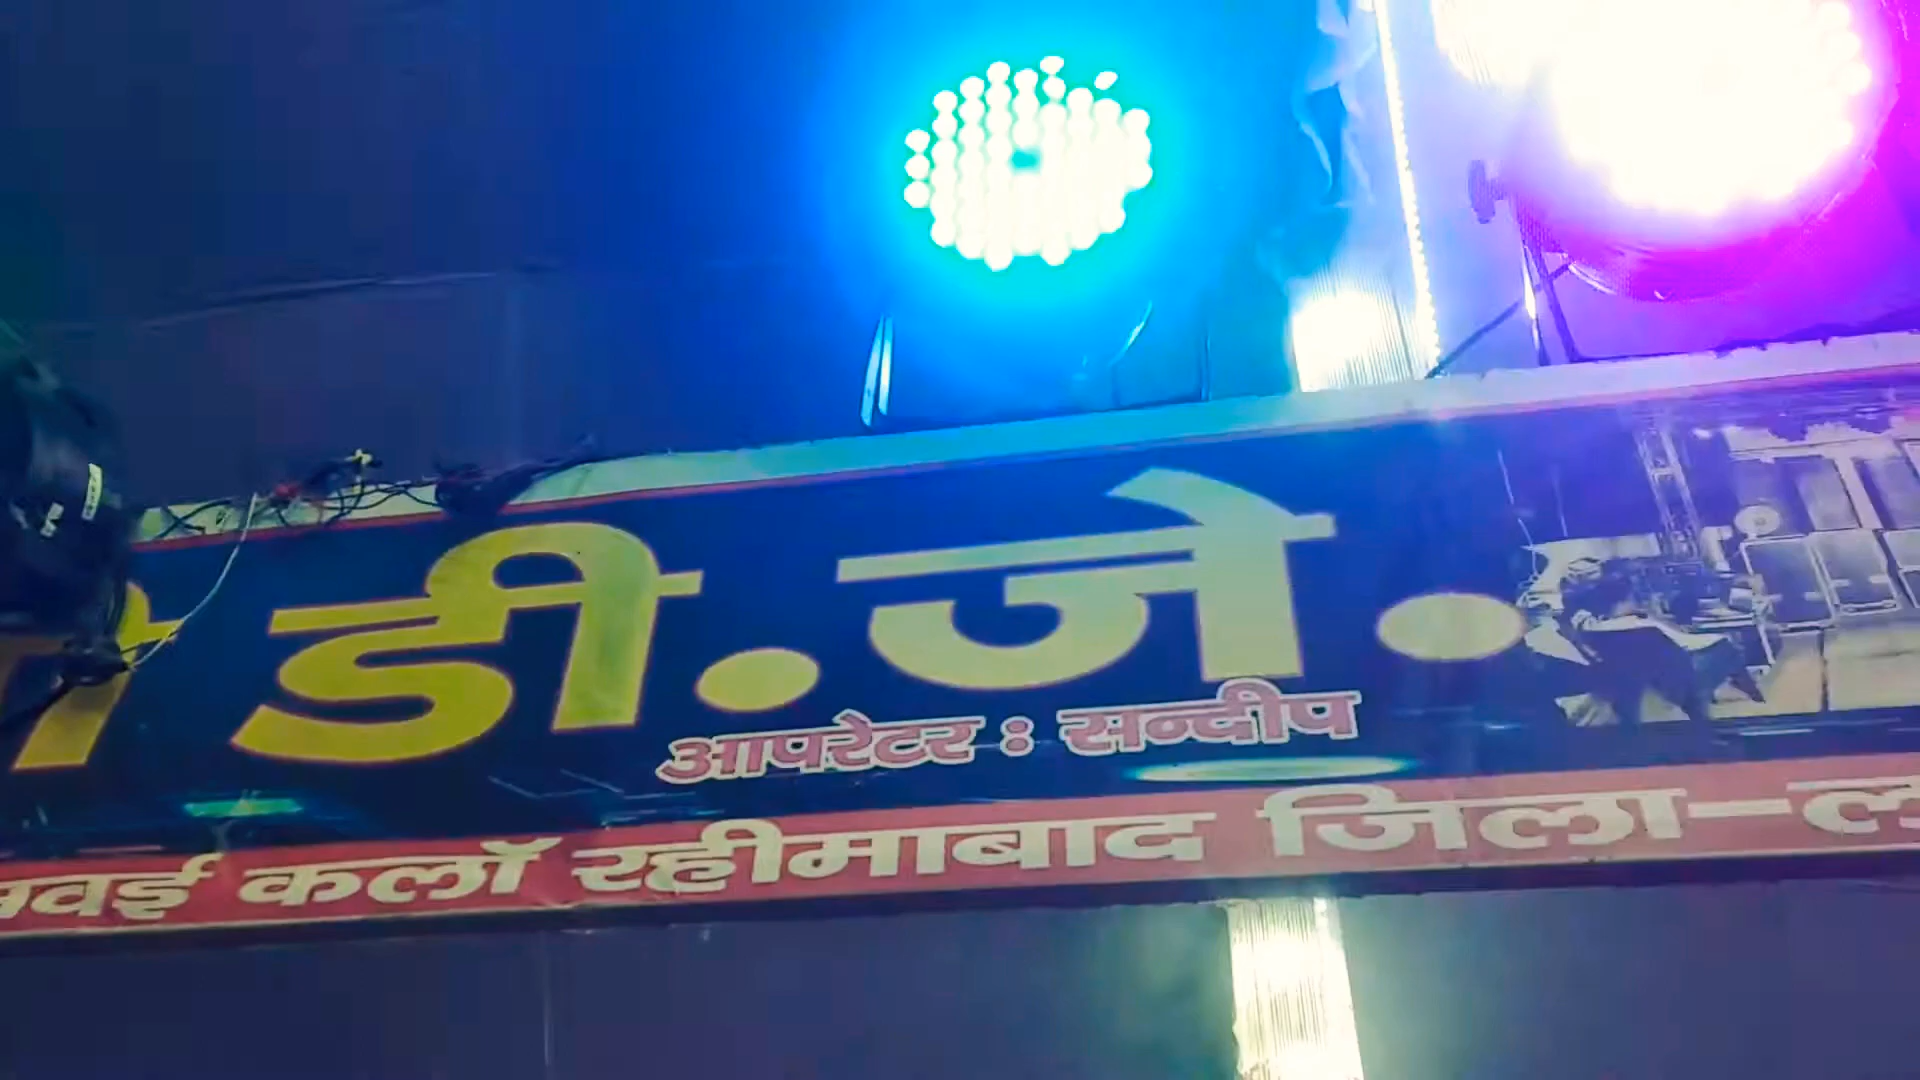 डी.जे.
आपरेटर : सन्दीप
कलॉ रहीमाबाद जिला-